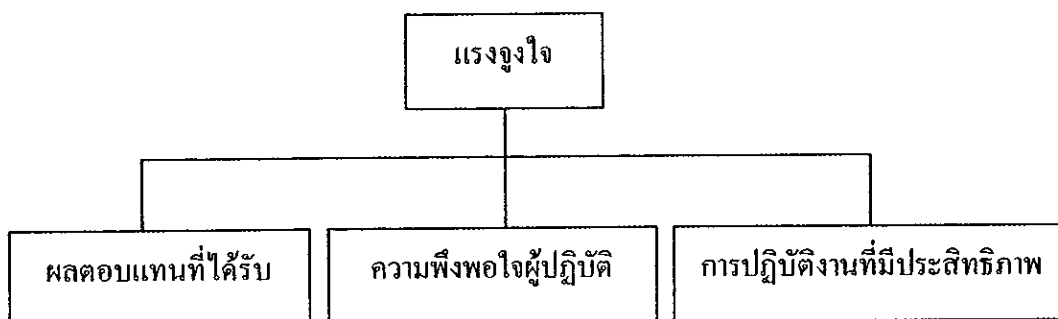 แรงจูงใจ
ผลตอบแทนที่ได้รับ
ความพึงพอใจผู้ปฏิบัติ
การปฏิบัติงานที่มีประสิทธิภาพ